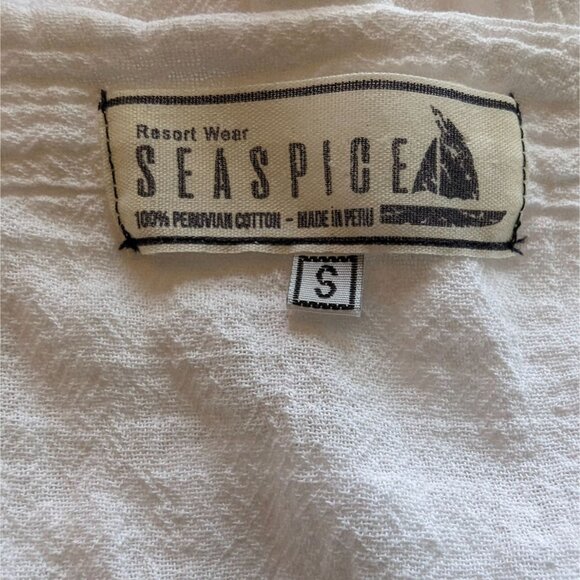 Resort Wear
SEASPICE
100% PERUVIAN COTTON - MADE IN PERU
S